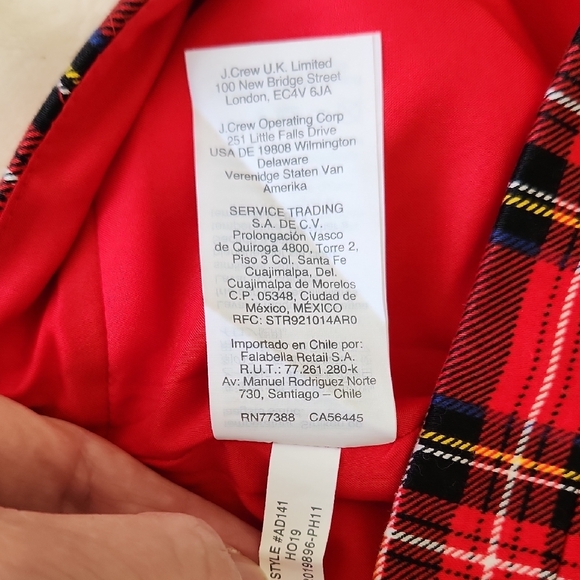 J.Crew U.K. Limited
100 New Bridge Street
London, EC4V 6JA
J.Crew Operating Corp
251 Little Falls Drive
USA DE 19808 Wilmington
Delaware
Verenidge Staten Van
Amerika
SERVICE TRADING
S.A. DE C.V.
Prolongación Vasco
de Quiroga 4800, Torre 2,
Piso 3 Col. Santa Fe
Cuajimalpa, Del.
Cuajimalpa de Morelos
C.P. 05348, Ciudad de
México, MÉXICO
RFC: STR921014AR0
Importado en Chile por:
Falabella Retail S.A.
R.U.T.: 77.261.280-k
Av: Manuel Rodriguez Norte
730, Santiago – Chile
RN77388 CA56445
STYLE #AD141
HO19